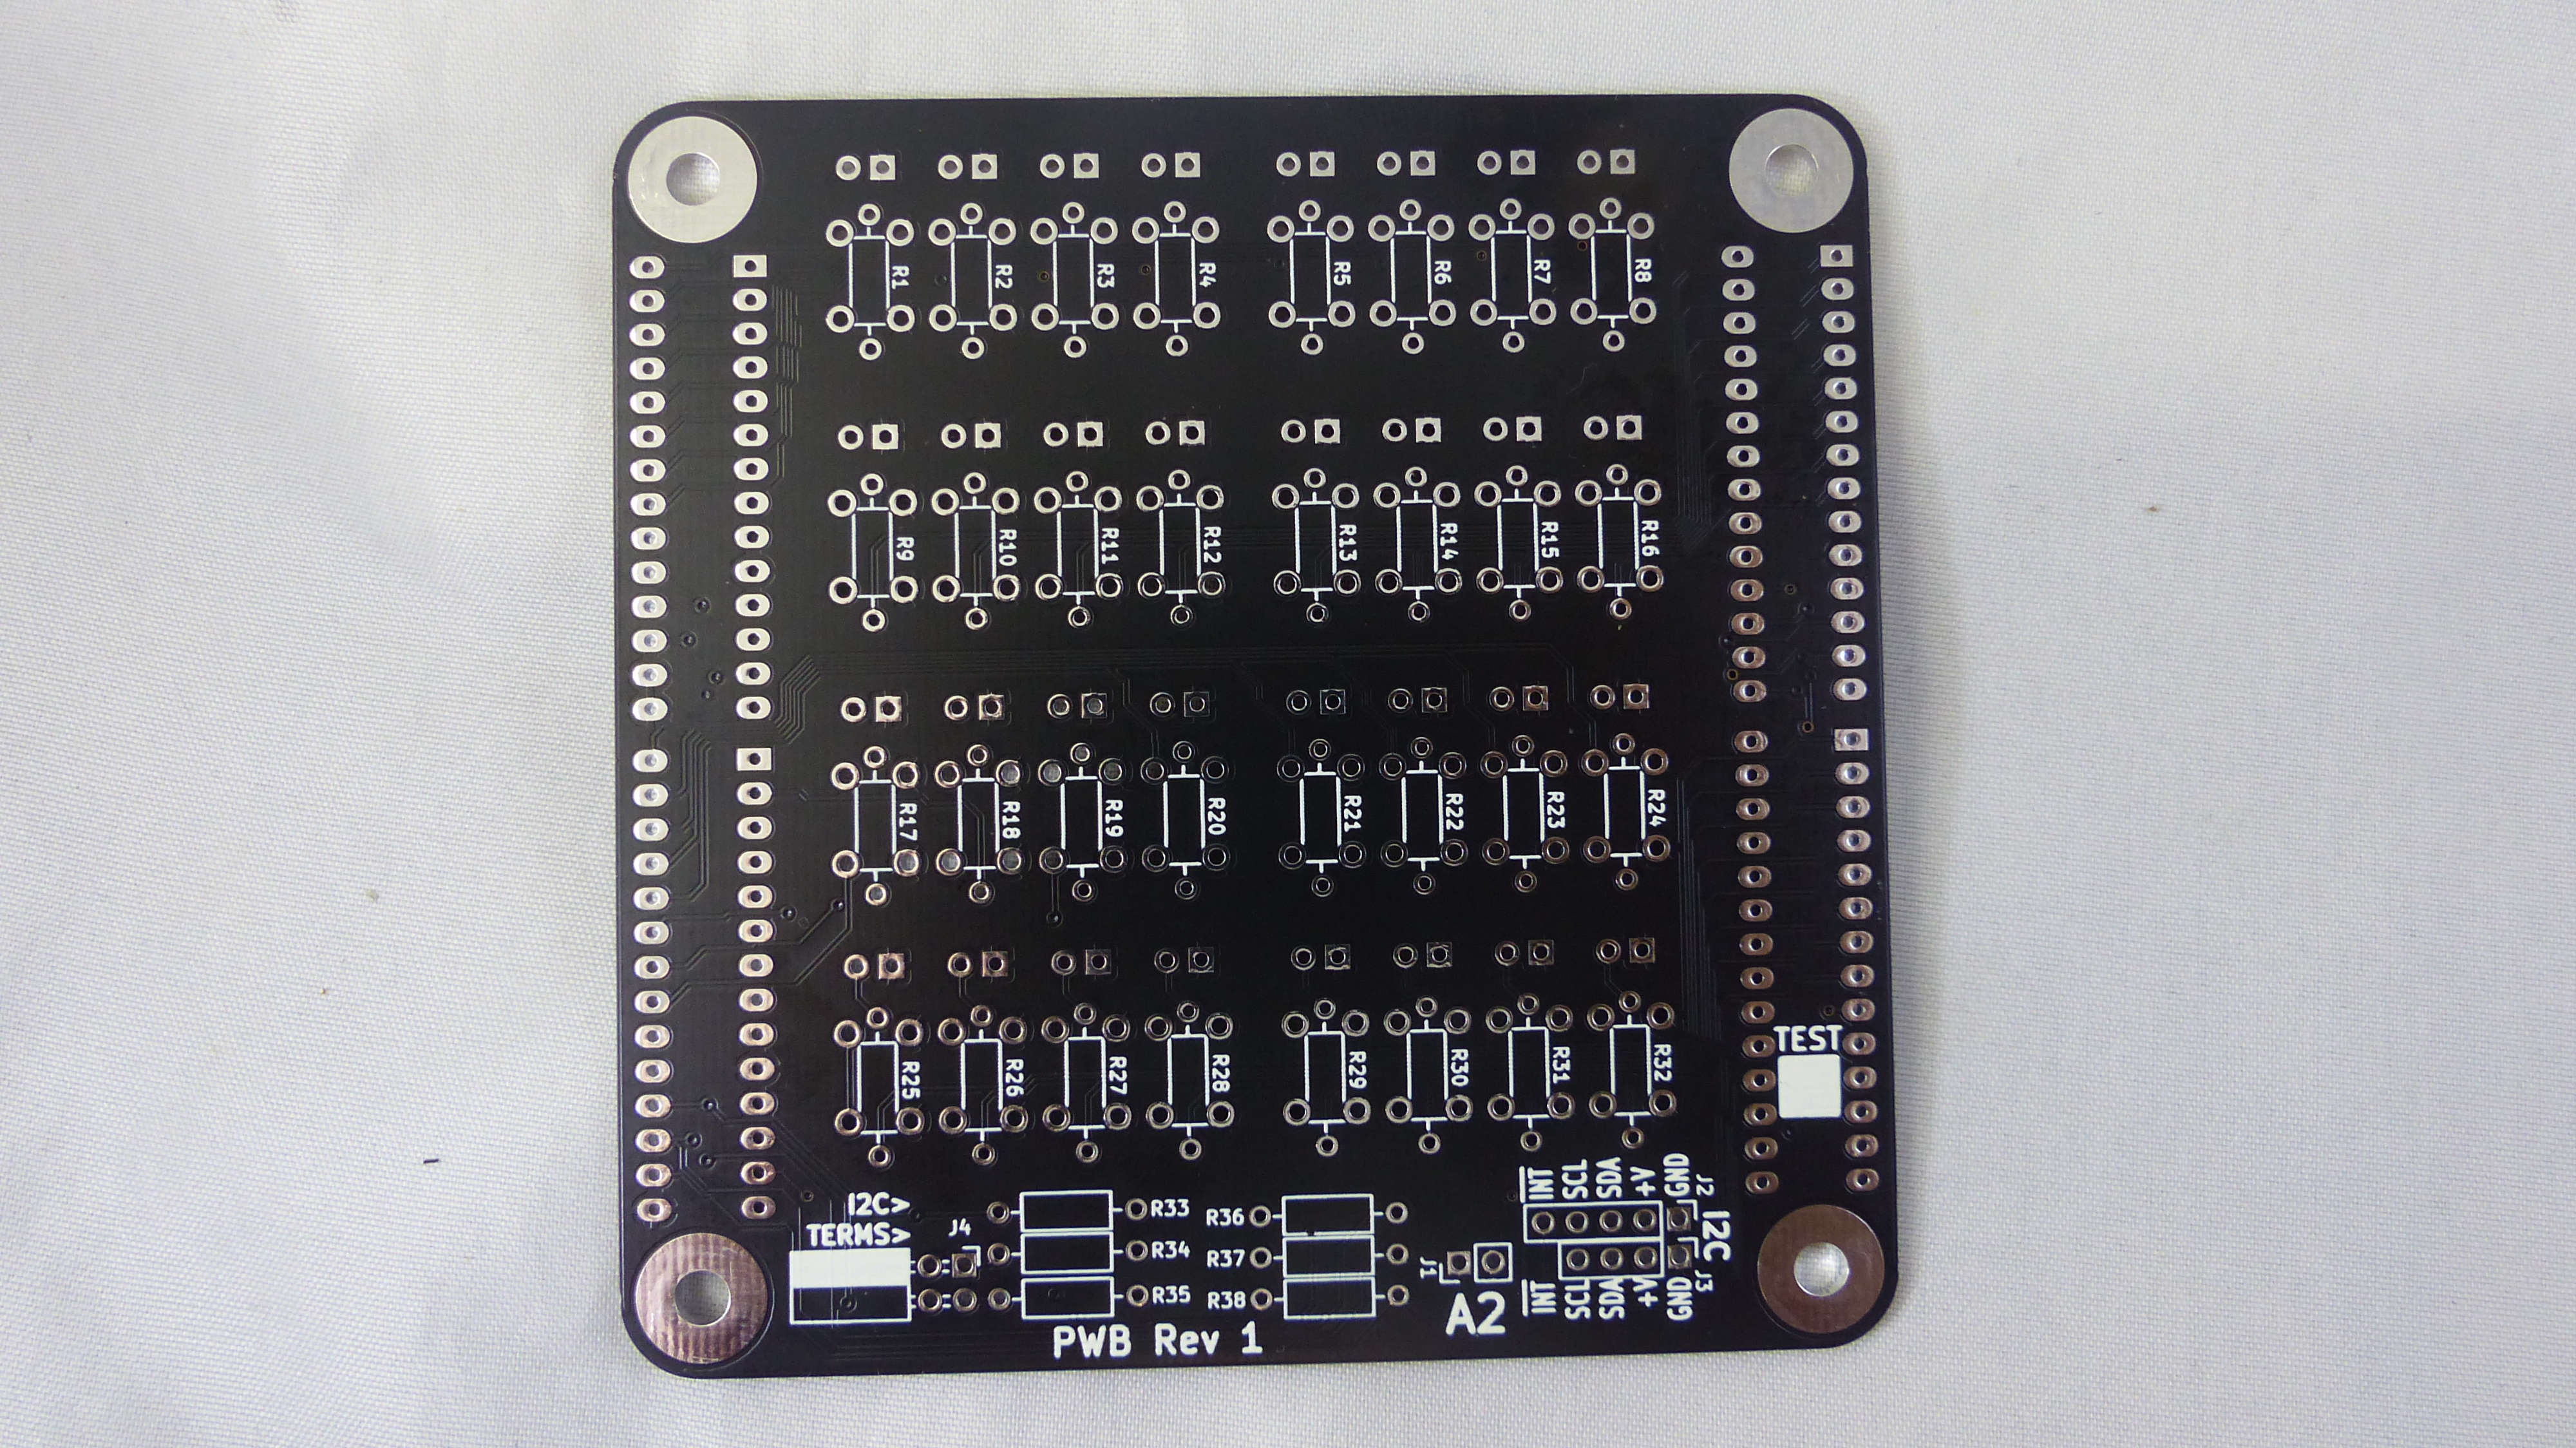 R1 R2 R3 R4 R5 R6 R7 R8
R9 R10 R11 R12 R13 R14 R15 R16
R17 R18 R19 R20 R21 R22 R23 R24
TEST
R25 R26 R27 R28 R29 R30 R31 R32
INT SCL SDA +V GND J2
I2C>
TERMS>
J4
R33 R36
R34 R37
R35 R38
J1
A2
I2C
INT SCL SDA +V GND J3
PWB Rev 1